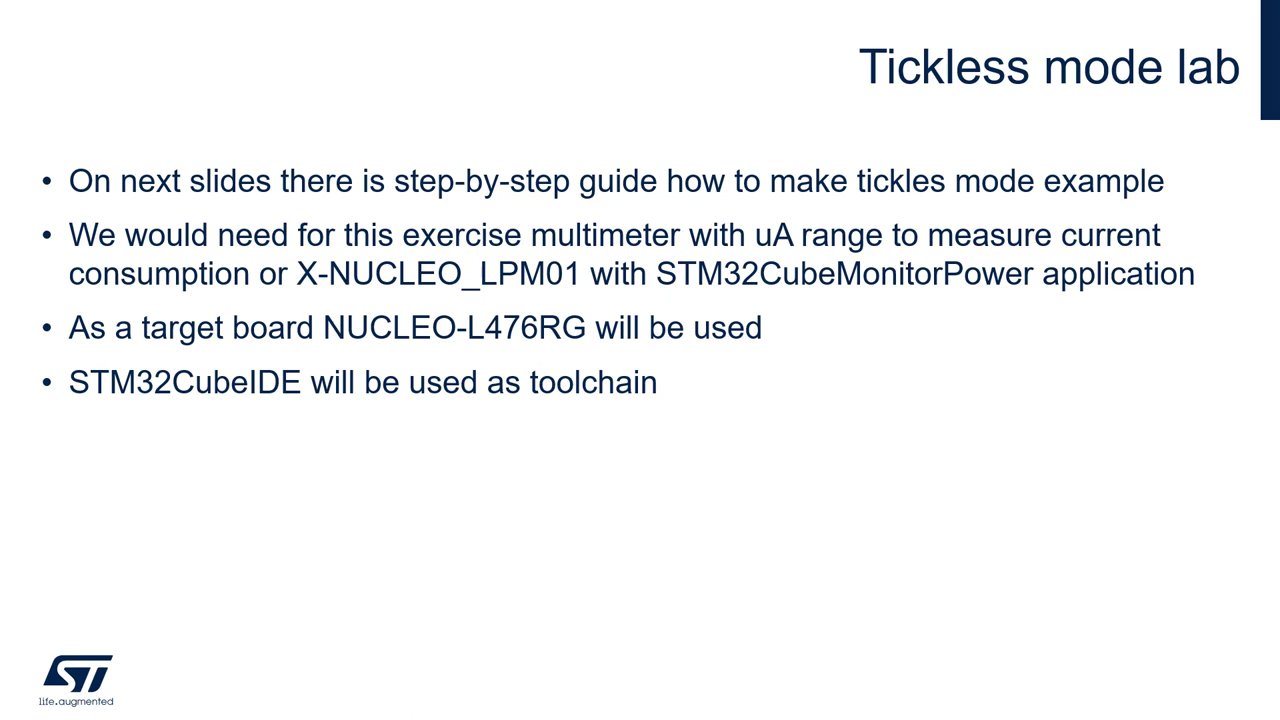 Tickless mode lab
• On next slides there is step-by-step guide how to make tickles mode example
• We would need for this exercise multimeter with uA range to measure current
consumption or X-NUCLEO_LPM01 with STM32CubeMonitorPower application
• As a target board NUCLEO-L476RG will be used
• STM32CubeIDE will be used as toolchain
ST
life.augmented